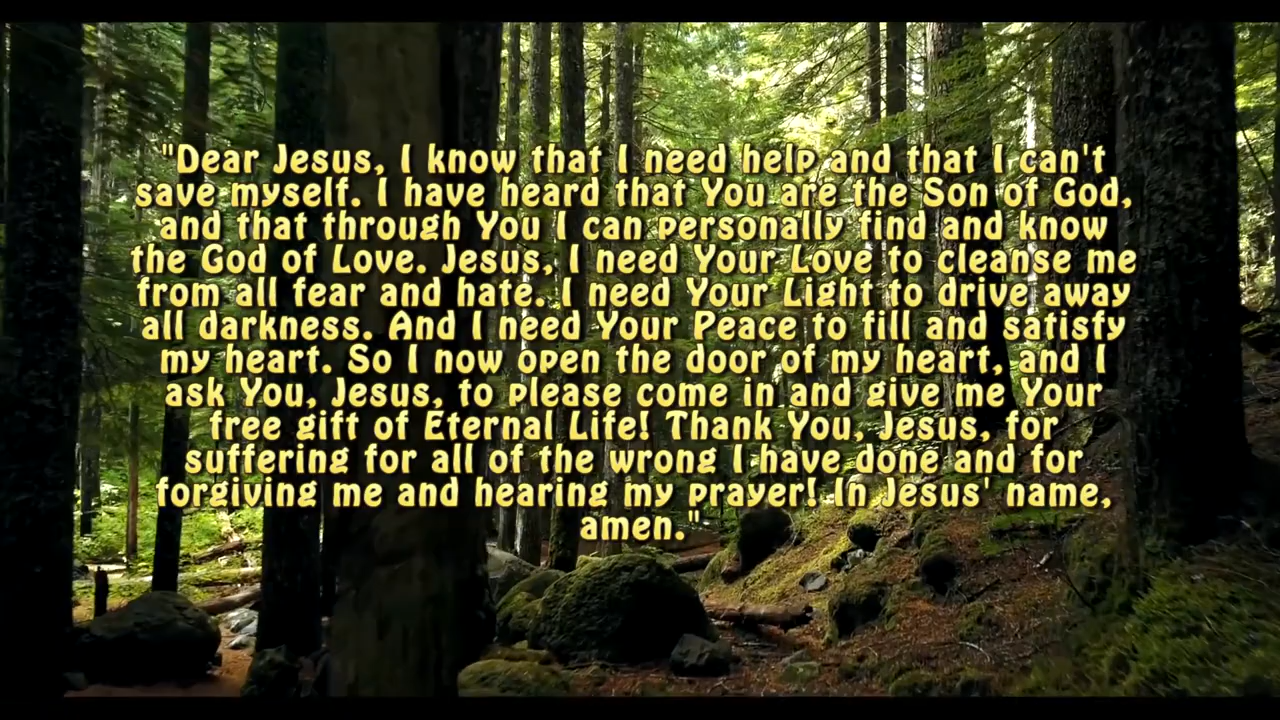 "Dear Jesus, I know that I need help and that I can't
save myself. I have heard that You are the Son of God,
and that through You I can personally find and know
the God of Love. Jesus, I need Your Love to cleanse me
from all fear and hate. I need Your Light to drive away
all darkness. And I need Your Peace to fill and satisfy
my heart. So I now open the door of my heart, and I
ask You, Jesus, to please come in and give me Your
free gift of Eternal Life! Thank You, Jesus, for
suffering for all of the wrong I have done and for
forgiving me and hearing my prayer! In Jesus' name,
amen."